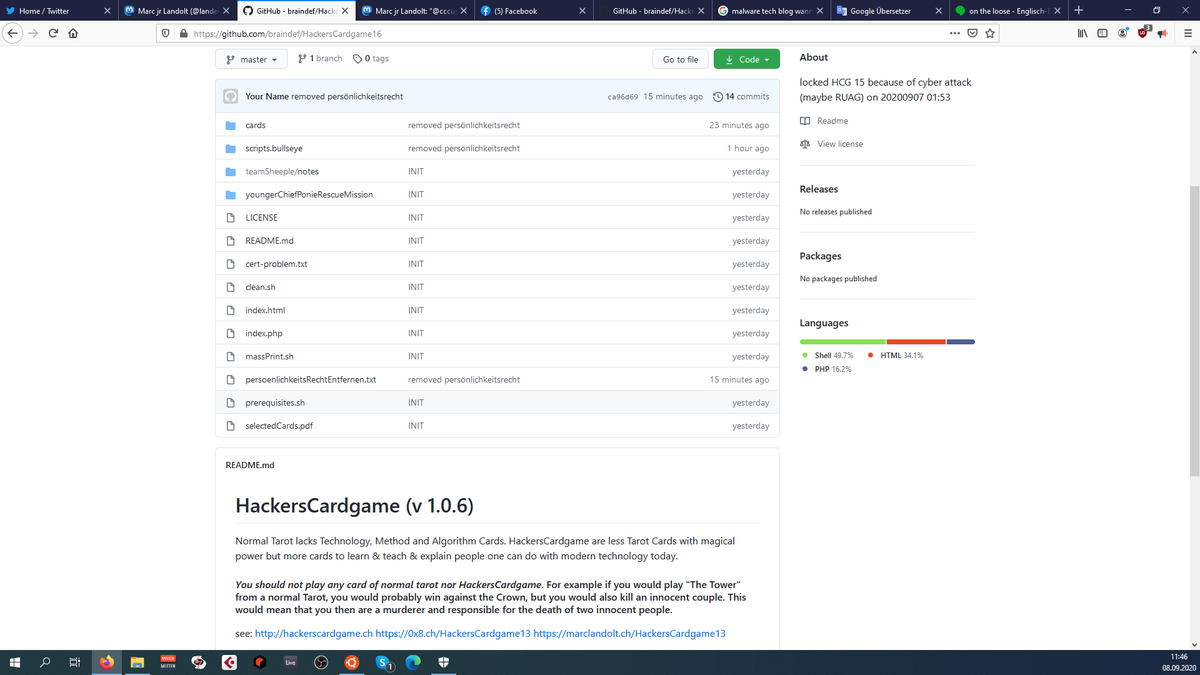 Home / Twitter
Marc jr Landolt (@lande
GitHub - braindef/Hacke
Marc jr Landolt: "@cccu
(5) Facebook
GitHub - braindef/Hack
malware tech blog wann
Google Übersetzer
on the loose - Englisch-
https://github.com/braindef/HackersCardgame16
master
1 branch
0 tags
Go to file
Code
Your Name removed persönlichkeitsrecht ca96d69 15 minutes ago 14 commits
cards removed persönlichkeitsrecht 23 minutes ago
scripts.bullseye removed persönlichkeitsrecht 1 hour ago
teamSheeple/notes INIT yesterday
youngerChiefPonieRescueMission INIT yesterday
LICENSE INIT yesterday
README.md INIT yesterday
cert-problem.txt INIT yesterday
clean.sh INIT yesterday
index.html INIT yesterday
index.php INIT yesterday
massPrint.sh INIT yesterday
persoenlichkeitsRechtEntfernen.txt removed persönlichkeitsrecht 15 minutes ago
prerequisites.sh INIT yesterday
selectedCards.pdf INIT yesterday
About
locked HCG 15 because of cyber attack
(maybe RUAG) on 20200907 01:53
Readme
View license
Releases
No releases published
Packages
No packages published
Languages
Shell 49.7% HTML 34.1%
PHP 16.2%
README.md
HackersCardgame (v 1.0.6)
Normal Tarot lacks Technology, Method and Algorithm Cards. HackersCardgame are less Tarot Cards with magical
power but more cards to learn & teach & explain people one can do with modern technology today.
You should not play any card of normal tarot nor HackersCardgame. For example if you would play "The Tower"
from a normal Tarot, you would probably win against the Crown, but you would also kill an innocent couple. This
would mean that you then are a murderer and responsible for the death of two innocent people.
see: http://hackerscardgame.ch https://0x8.ch/HackersCardgame13 https://marclandolt.ch/HackersCardgame13
Live
11:46
08.09.2020